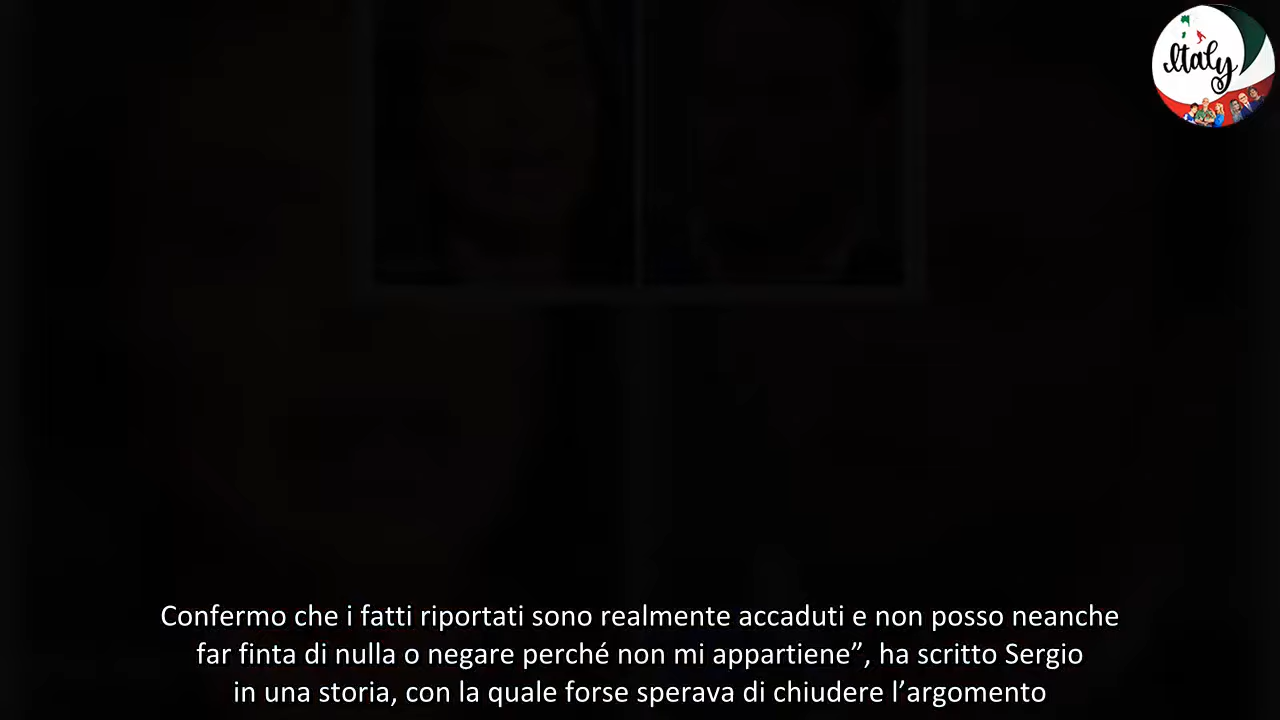 Italy
Confermo che i fatti riportati sono realmente accaduti e non posso neanche
far finta di nulla o negare perché non mi appartiene”, ha scritto Sergio
in una storia, con la quale forse sperava di chiudere l’argomento